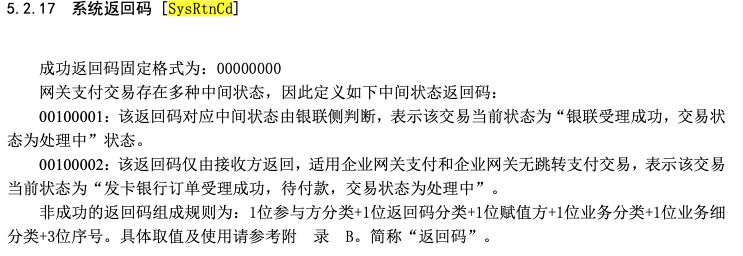 5.2.17 系统返回码 [SysRtnCd]
成功返回码固定格式为：00000000
网关支付交易存在多种中间状态，因此定义如下中间状态返回码：
00100001：该返回码对应中间状态由银联侧判断，表示该交易当前状态为“银联受理成功，交易状
态为处理中”状态。
00100002：该返回码仅由接收方返回，适用企业网关支付和企业网关无跳转支付交易，表示该交易
当前状态为“发卡银行订单受理成功，待付款，交易状态为处理中”。
非成功的返回码组成规则为：1位参与方分类+1位返回码分类+1位赋值方+1位业务分类+1位业务细
分类+3位序号。具体取值及使用请参考附 录 B。简称“返回码”。